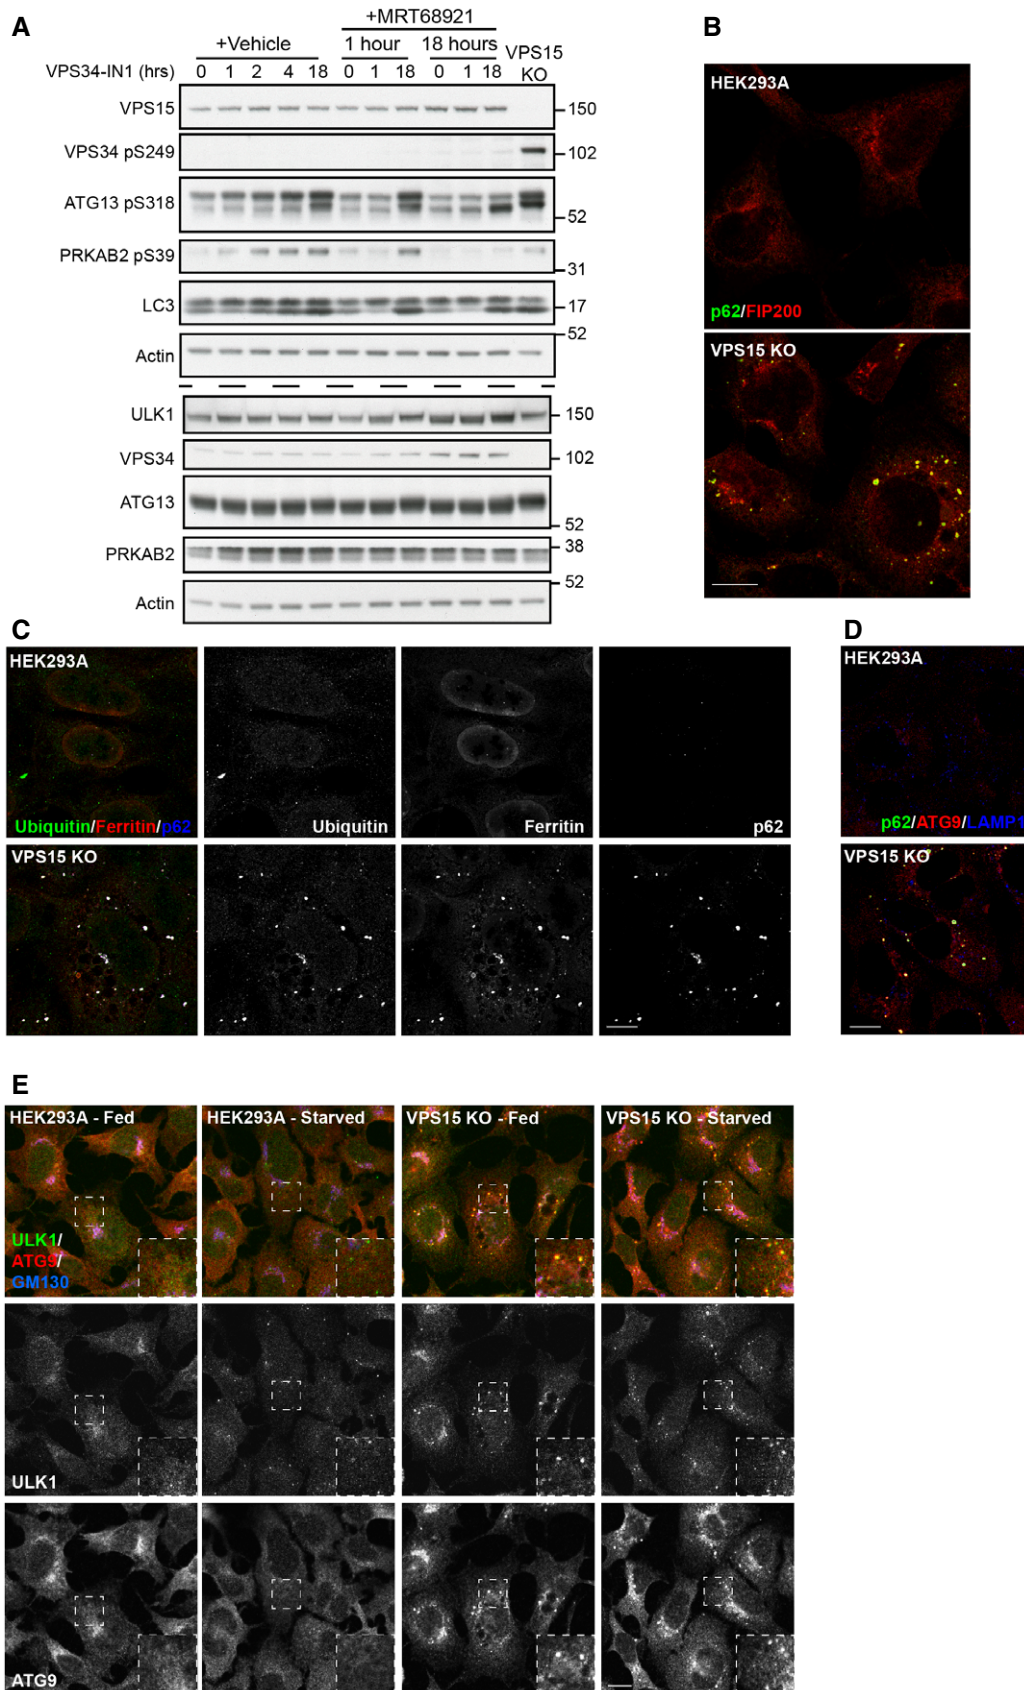 A
+MRT68921
+Vehicle 1 hour 18 hours VPS15 KO
VPS34-IN1 (hrs) 0 1 2 4 18 0 1 18 0 1 18
VPS15 150
VPS34 pS249 102
ATG13 pS318 52
PRKAB2 pS39 31
LC3 17
52
Actin
ULK1 150
VPS34 102
ATG13 52
PRKAB2 38
52
Actin
B
HEK293A
p62/FIP200
VPS15 KO
C
HEK293A
Ubiquitin/Ferritin/p62
Ubiquitin
Ferritin
p62
VPS15 KO
D
HEK293A
p62/ATG9/LAMP1
VPS15 KO
E
HEK293A - Fed
HEK293A - Starved
VPS15 KO - Fed
VPS15 KO - Starved
ULK1/
ATG9/
GM130
ULK1
ATG9